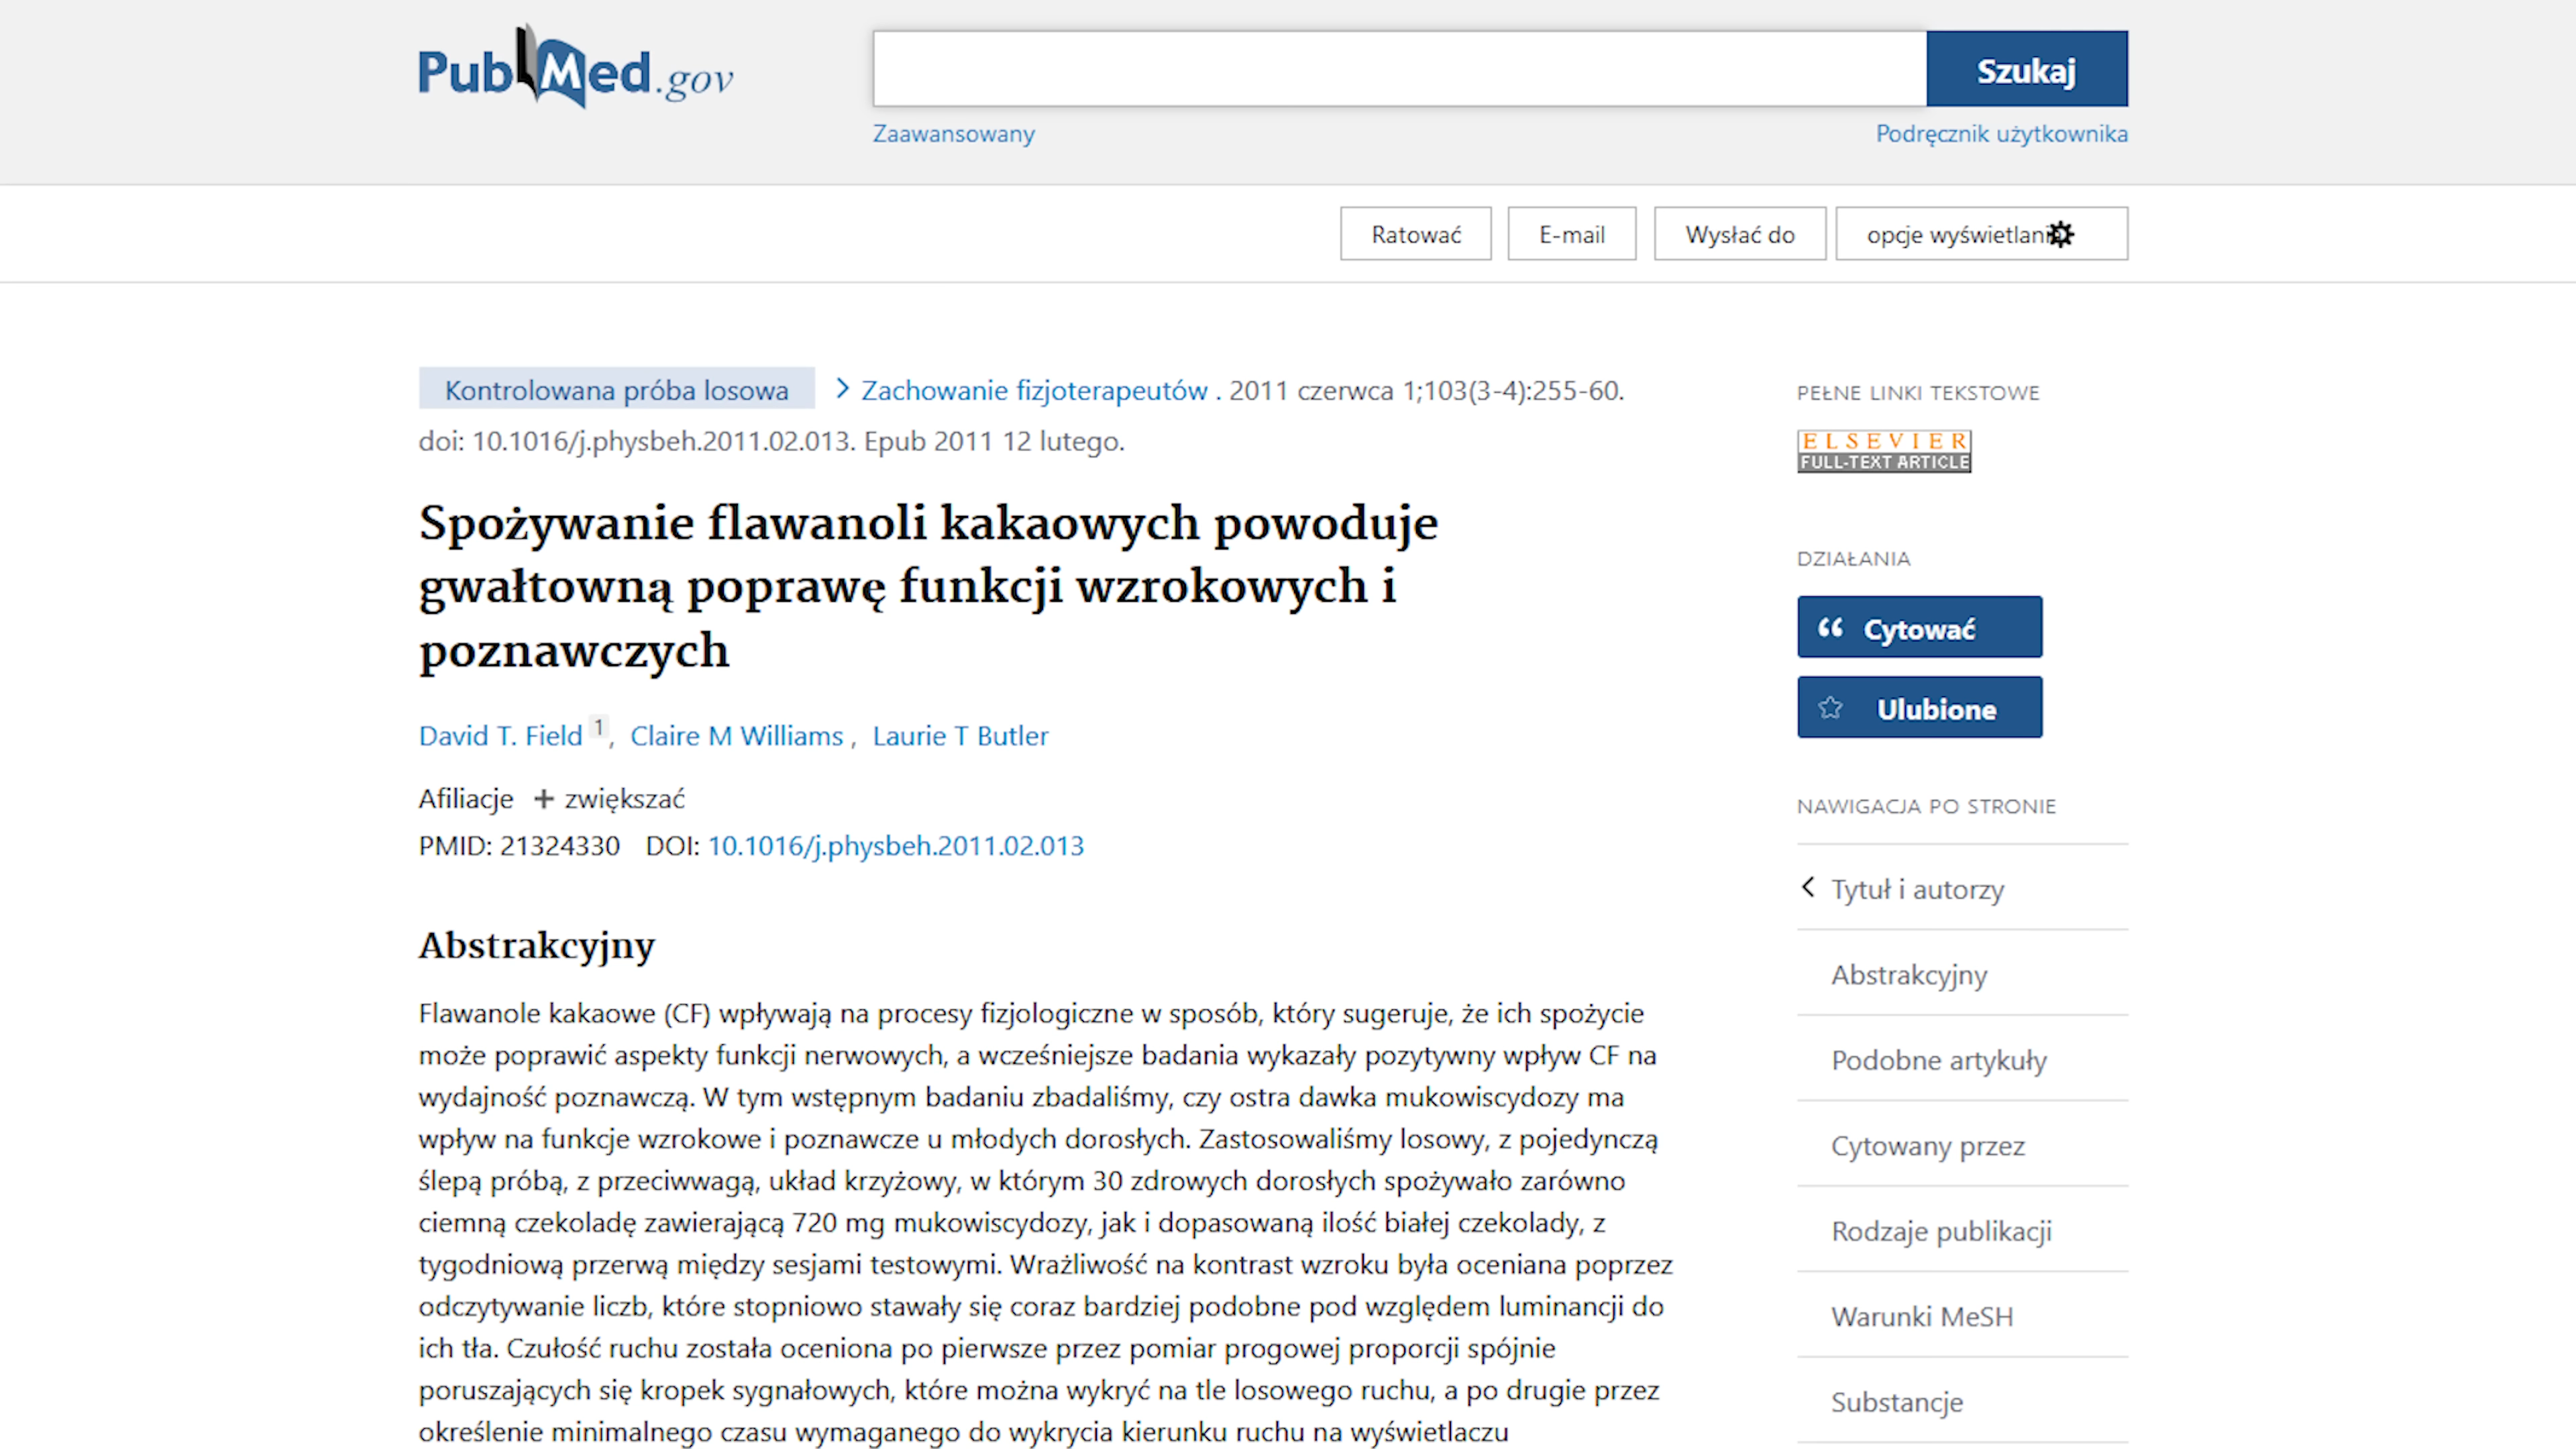 PubMed.gov
Szukaj
Zaawansowany
Podręcznik użytkownika
Ratować
E-mail
Wysłać do
opcje wyświetlani
Kontrolowana próba losowa > Zachowanie fizjoterapeutów . 2011 czerwca 1;103(3-4):255-60.
doi: 10.1016/j.physbeh.2011.02.013. Epub 2011 12 lutego.
Spożywanie flawanoli kakaowych powoduje
gwałtowną poprawę funkcji wzrokowych i
poznawczych
David T. Field 1 , Claire M Williams , Laurie T Butler
Afiliacje + zwiększać
PMID: 21324330 DOI: 10.1016/j.physbeh.2011.02.013
Abstrakcyjny
Flawanole kakaowe (CF) wpływają na procesy fizjologiczne w sposób, który sugeruje, że ich spożycie
może poprawić aspekty funkcji nerwowych, a wcześniejsze badania wykazały pozytywny wpływ CF na
wydajność poznawczą. W tym wstępnym badaniu zbadaliśmy, czy ostra dawka mukowiscydozy ma
wpływ na funkcje wzrokowe i poznawcze u młodych dorosłych. Zastosowaliśmy losowy, z pojedynczą
ślepą próbą, z przeciwwagą, układ krzyżowy, w którym 30 zdrowych dorosłych spożywało zarówno
ciemną czekoladę zawierającą 720 mg mukowiscydozy, jak i dopasowaną ilość białej czekolady, z
tygodniową przerwą między sesjami testowymi. Wrażliwość na kontrast wzroku była oceniana poprzez
odczytywanie liczb, które stopniowo stawały się coraz bardziej podobne pod względem luminancji do
ich tła. Czułość ruchu została oceniona po pierwsze przez pomiar progowej proporcji spójnie
poruszających się kropek sygnałowych, które można wykryć na tle losowego ruchu, a po drugie przez
określenie minimalnego czasu wymaganego do wykrycia kierunku ruchu na wyświetlaczu
PEŁNE LINKI TEKSTOWE
ELSEVIER
FULL-TEXT ARTICLE
DZIAŁANIA
Cytować
Ulubione
NAWIGACJA PO STRONIE
Tytuł i autorzy
Abstrakcyjny
Podobne artykuły
Cytowany przez
Rodzaje publikacji
Warunki MeSH
Substancje